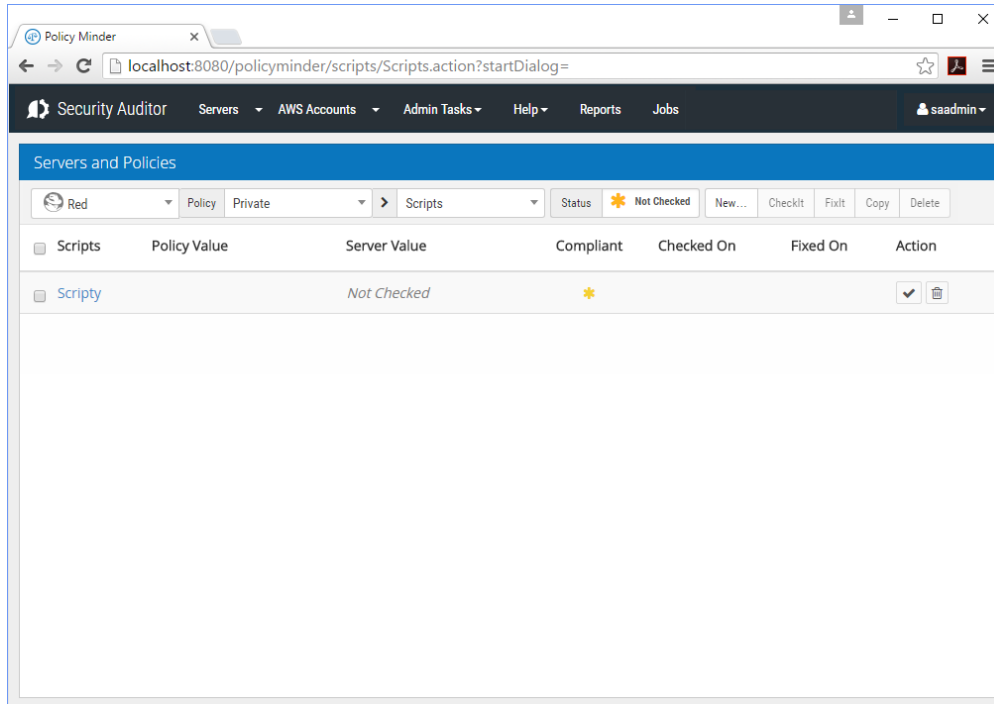 Policy Minder
localhost:8080/policyminder/scripts/Scripts.action?startDialog=
Security Auditor Servers AWS Accounts Admin Tasks Help Reports Jobs saadmin
Servers and Policies
Red Policy Private Scripts Status Not Checked New... CheckIt FixIt Copy Delete
Scripts Policy Value Server Value Compliant Checked On Fixed On Action
Scripty Not Checked